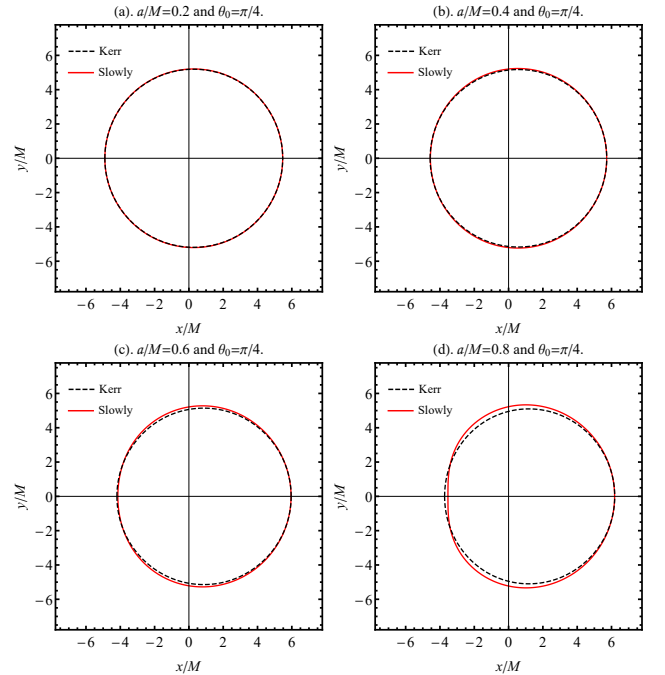 (a). a/M=0.2 and θ₀=π/4.
Kerr
Slowly
y/M
6
4
2
0
−2
−4
−6
−6 −4 −2 0 2 4 6
x/M
(b). a/M=0.4 and θ₀=π/4.
Kerr
Slowly
y/M
6
4
2
0
−2
−4
−6
−6 −4 −2 0 2 4 6
x/M
(c). a/M=0.6 and θ₀=π/4.
Kerr
Slowly
y/M
6
4
2
0
−2
−4
−6
−6 −4 −2 0 2 4 6
x/M
(d). a/M=0.8 and θ₀=π/4.
Kerr
Slowly
y/M
6
4
2
0
−2
−4
−6
−6 −4 −2 0 2 4 6
x/M